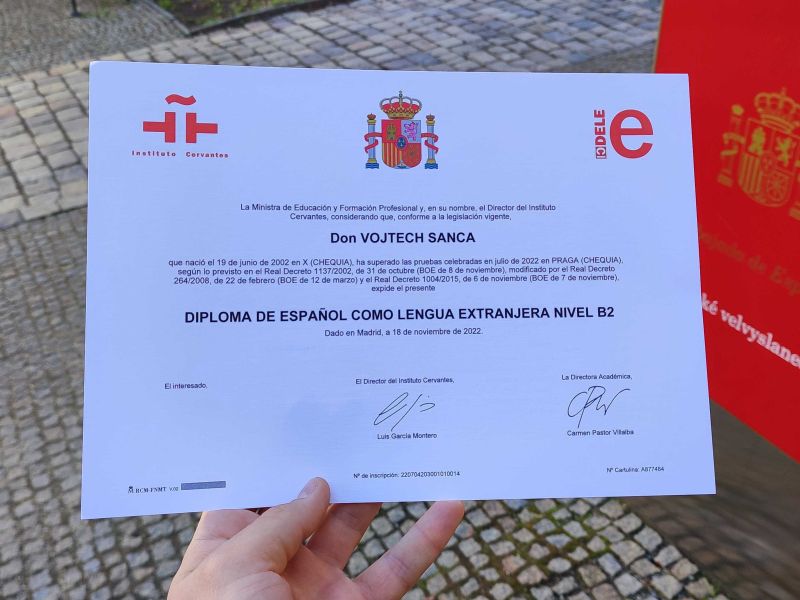 Instituto Cervantes
DELE
e
La Ministra de Educación y Formación Profesional y, en su nombre, el Director del Instituto
Cervantes, considerando que, conforme a la legislación vigente,
Don VOJTECH SANCA
que nació el 19 de junio de 2002 en X (CHEQUIA), ha superado las pruebas celebradas en julio de 2022 en PRAGA (CHEQUIA),
según lo previsto en el Real Decreto 1137/2002, de 31 de octubre (BOE de 8 de noviembre), modificado por el Real Decreto
264/2008, de 22 de febrero (BOE de 12 de marzo) y el Real Decreto 1004/2015, de 6 de noviembre (BOE de 7 de noviembre),
expide el presente
DIPLOMA DE ESPAÑOL COMO LENGUA EXTRANJERA NIVEL B2
Dado en Madrid, a 18 de noviembre de 2022.
El interesado,
El Director del Instituto Cervantes,
La Directora Académica,
Luis García Montero
Carmen Pastor Villalba
Nº de inscripción: 220704203001010014
Nº Cartulina: A877484
RCM-FNMT V.02
velvyslanec